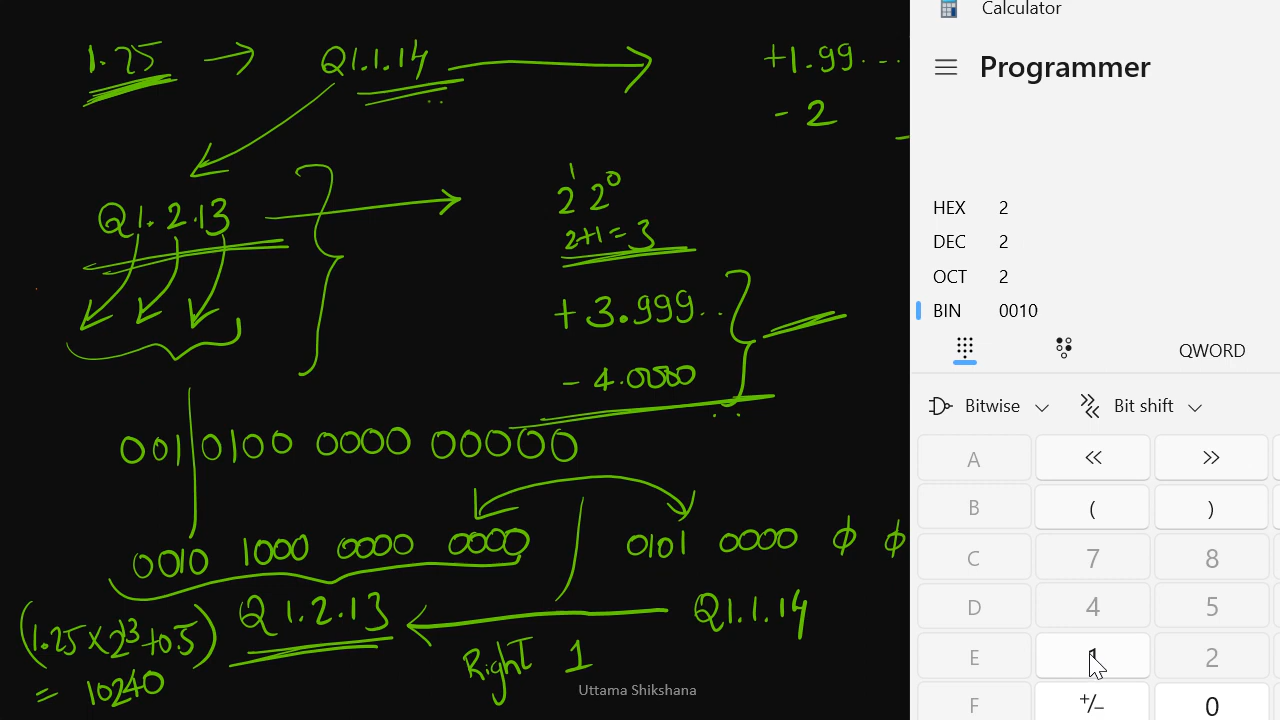 1.25 → Q1.1.14 → +1.99...
- 2
Q1.2.13 → 2¹ 2⁰
2+1=3
+3.999..
- 4.0000
001 0100 0000 00000
0010 1000 0000 0000 0101 0000 ϕ ϕ
(1.25×2¹³+0.5) Q1.2.13 ← Q1.1.14
= 10240 Right 1
Uttama Shikshana
Calculator
Programmer
HEX 2
DEC 2
OCT 2
BIN 0010
QWORD
Bitwise Bit shift
A << >>
B ( )
C 7 8
D 4 5
E 1 2
F +/− 0